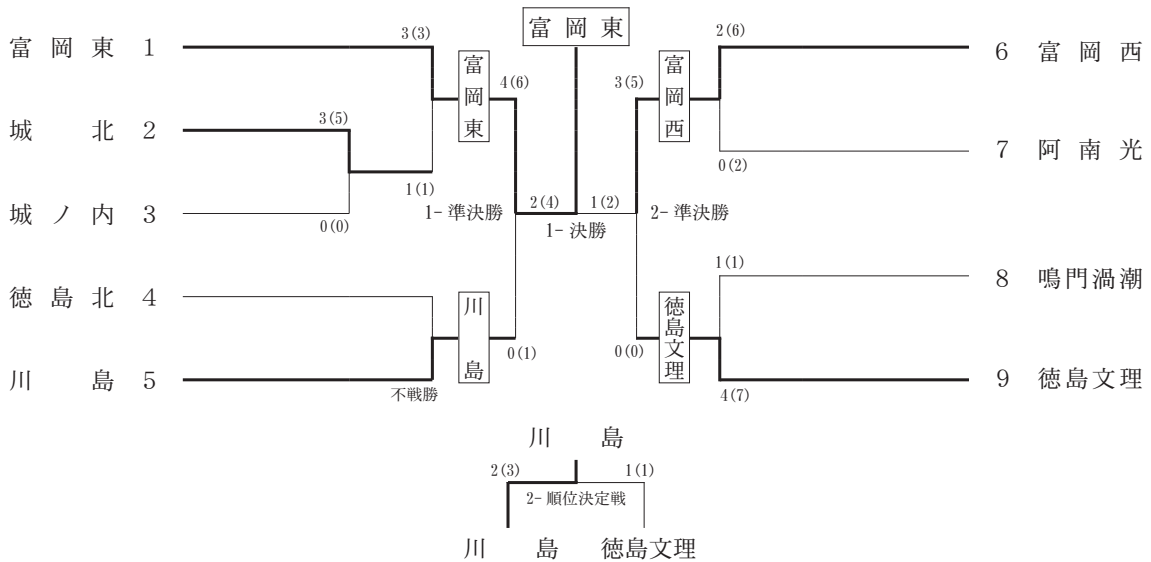 富岡東
富岡東 1
3(3)
富岡東
4(6)
城北 2
3(5)
1(1)
城ノ内 3
0(0)
1-準決勝
2(4)
1(2)
1-決勝
徳島北 4
川島
0(1)
川島 5
不戦勝
2(6)
6 富岡西
3(5)
富岡西
7 阿南光
0(2)
2-準決勝
1(1)
8 鳴門渦潮
徳島文理
0(0)
9 徳島文理
4(7)
川島
2(3)
1(1)
2-順位決定戦
川島 徳島文理